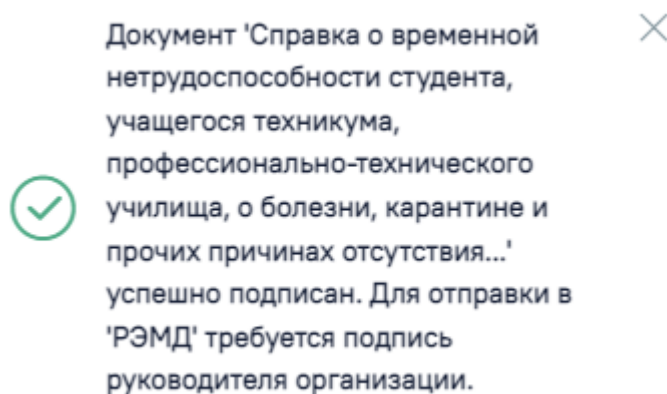 Документ 'Справка о временной
нетрудоспособности студента,
учащегося техникума,
профессионально-технического
училища, о болезни, карантине и
прочих причинах отсутствия...'
успешно подписан. Для отправки в
'РЭМД' требуется подпись
руководителя организации.